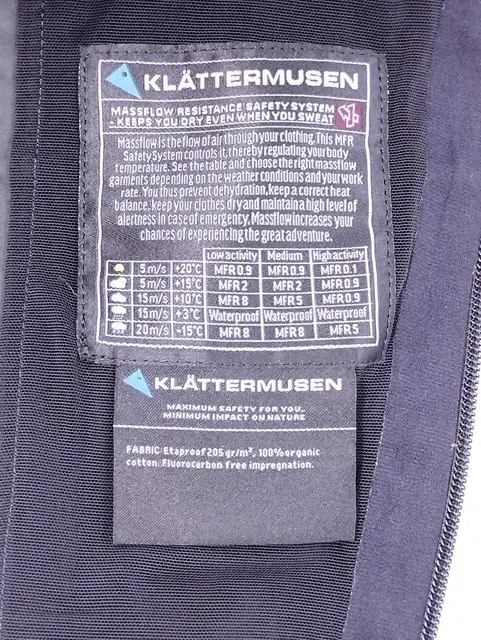 KLÄTTERMUSEN
MASSFLOW RESISTANCE SAFETY SYSTEM
- KEEPS YOU DRY EVEN WHEN YOU SWEAT
Massflow is the flow of air through your clothing. This MFR
Safety System controls it, thereby regulating your body
temperature. See the table and choose the right massflow
garments depending on the weather conditions and your work
rate. You thus prevent dehydration, keep a correct heat
balance, keep your clothes dry and maintain a high level of
alertness in case of emergency. Massflow increases your
chances of experiencing the great adventure.
Low activity Medium High activity
5 m/s +20°C MFR 0.9 MFR 0.9 MFR 0.1
5 m/s +15°C MFR 2 MFR 2 MFR 0.9
15 m/s +10°C MFR 8 MFR 5 MFR 0.9
15 m/s +3°C Waterproof Waterproof Waterproof
20 m/s -15°C MFR 8 MFR 8 MFR 5
KLÄTTERMUSEN
MAXIMUM SAFETY FOR YOU,
MINIMUM IMPACT ON NATURE
FABRIC: Etaproof 205 gr/m², 100% organic
cotton. Fluorocarbon free impregnation.